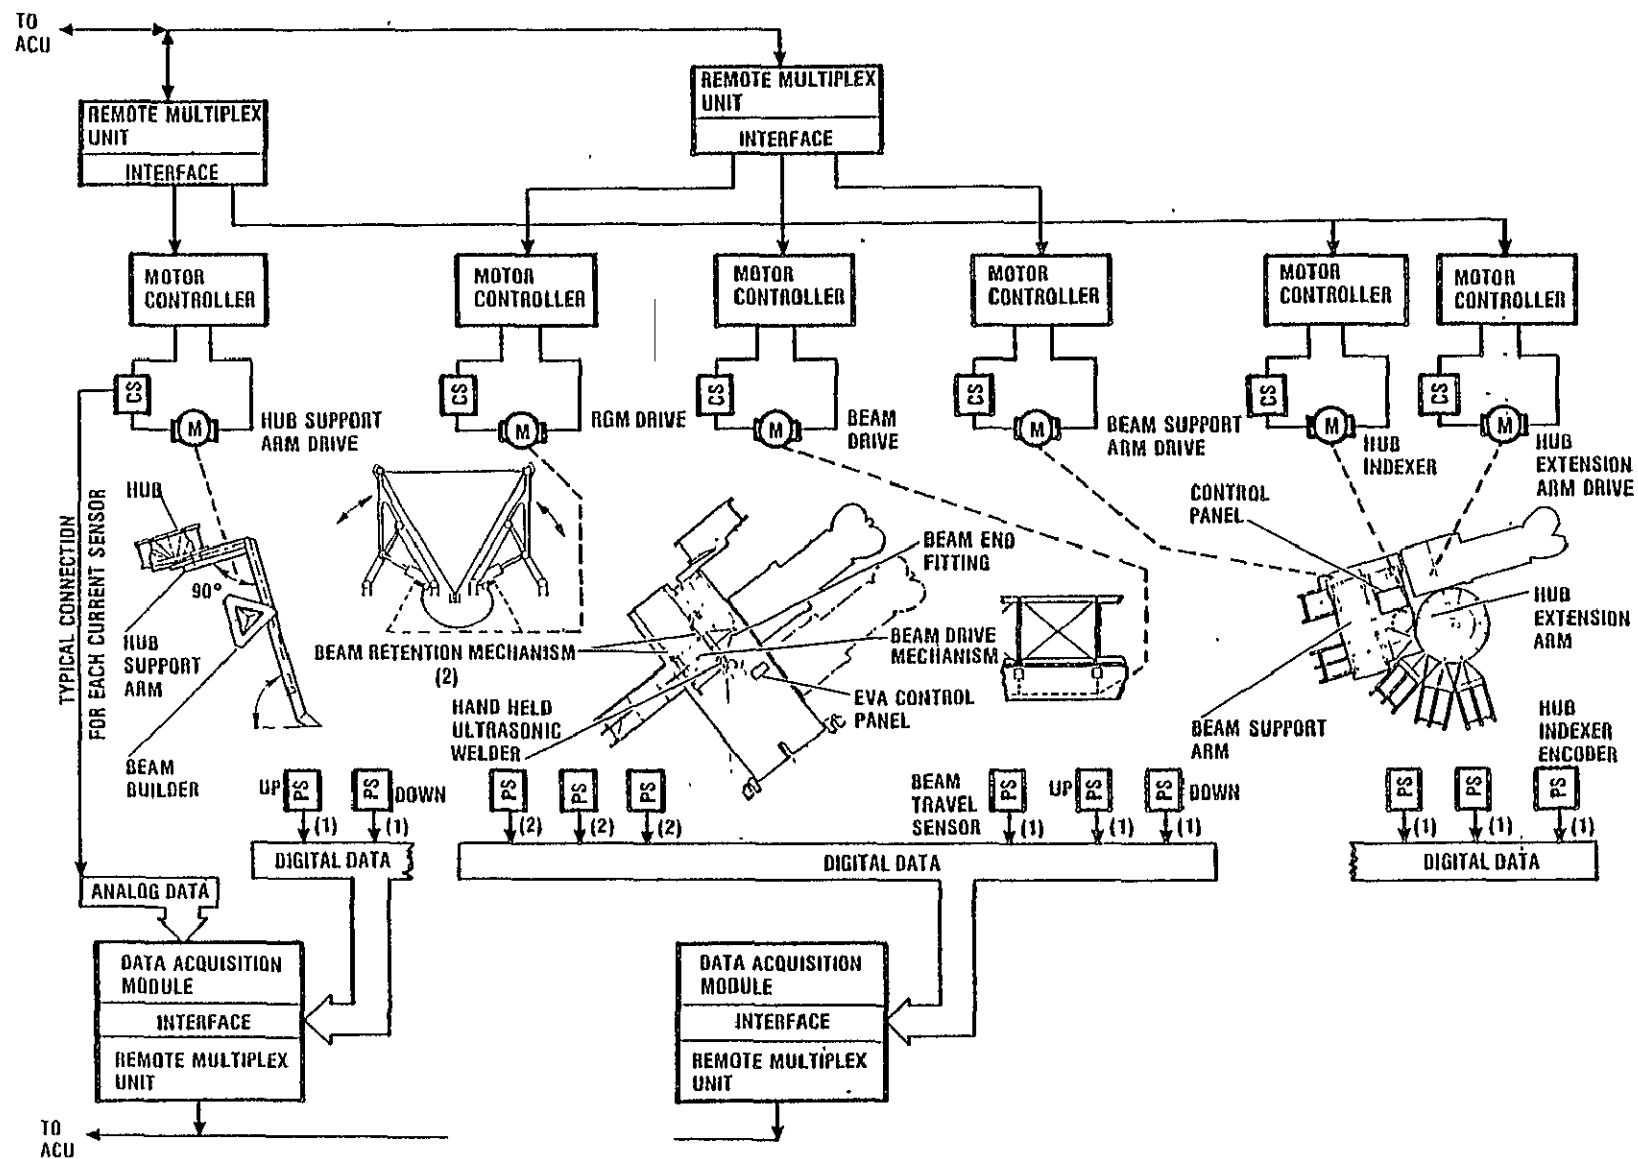 TO
ACU
REMOTE MULTIPLEX
UNIT
INTERFACE
REMOTE MULTIPLEX
UNIT
INTERFACE
MOTOR
CONTROLLER
MOTOR
CONTROLLER
MOTOR
CONTROLLER
MOTOR
CONTROLLER
MOTOR
CONTROLLER
MOTOR
CONTROLLER
CS
CS
CS
CS
CS
CS
M
HUB SUPPORT
ARM DRIVE
M
RGM DRIVE
M
BEAM
DRIVE
M
BEAM SUPPORT
ARM DRIVE
M
HUB
INDEXER
M
HUB
EXTENSION
ARM DRIVE
TYPICAL CONNECTION
FOR EACH CURRENT SENSOR
HUB
90°
HUB
SUPPORT
ARM
BEAM
BUILDER
BEAM RETENTION MECHANISM
(2)
HAND HELD
ULTRASONIC
WELDER
BEAM END
FITTING
BEAM DRIVE
MECHANISM
EVA CONTROL
PANEL
CONTROL
PANEL
HUB
EXTENSION
ARM
BEAM SUPPORT
ARM
HUB
INDEXER
ENCODER
UP
PS
(1)
PS
DOWN
(1)
PS
(2)
PS
(2)
PS
(2)
BEAM
TRAVEL
SENSOR
PS
(1)
UP
PS
(1)
PS
DOWN
(1)
PS
(1)
PS
(1)
PS
(1)
DIGITAL DATA
DIGITAL DATA
DIGITAL DATA
ANALOG DATA
DATA ACQUISITION
MODULE
INTERFACE
REMOTE MULTIPLEX
UNIT
DATA ACQUISITION
MODULE
INTERFACE
REMOTE MULTIPLEX
UNIT
TO
ACU